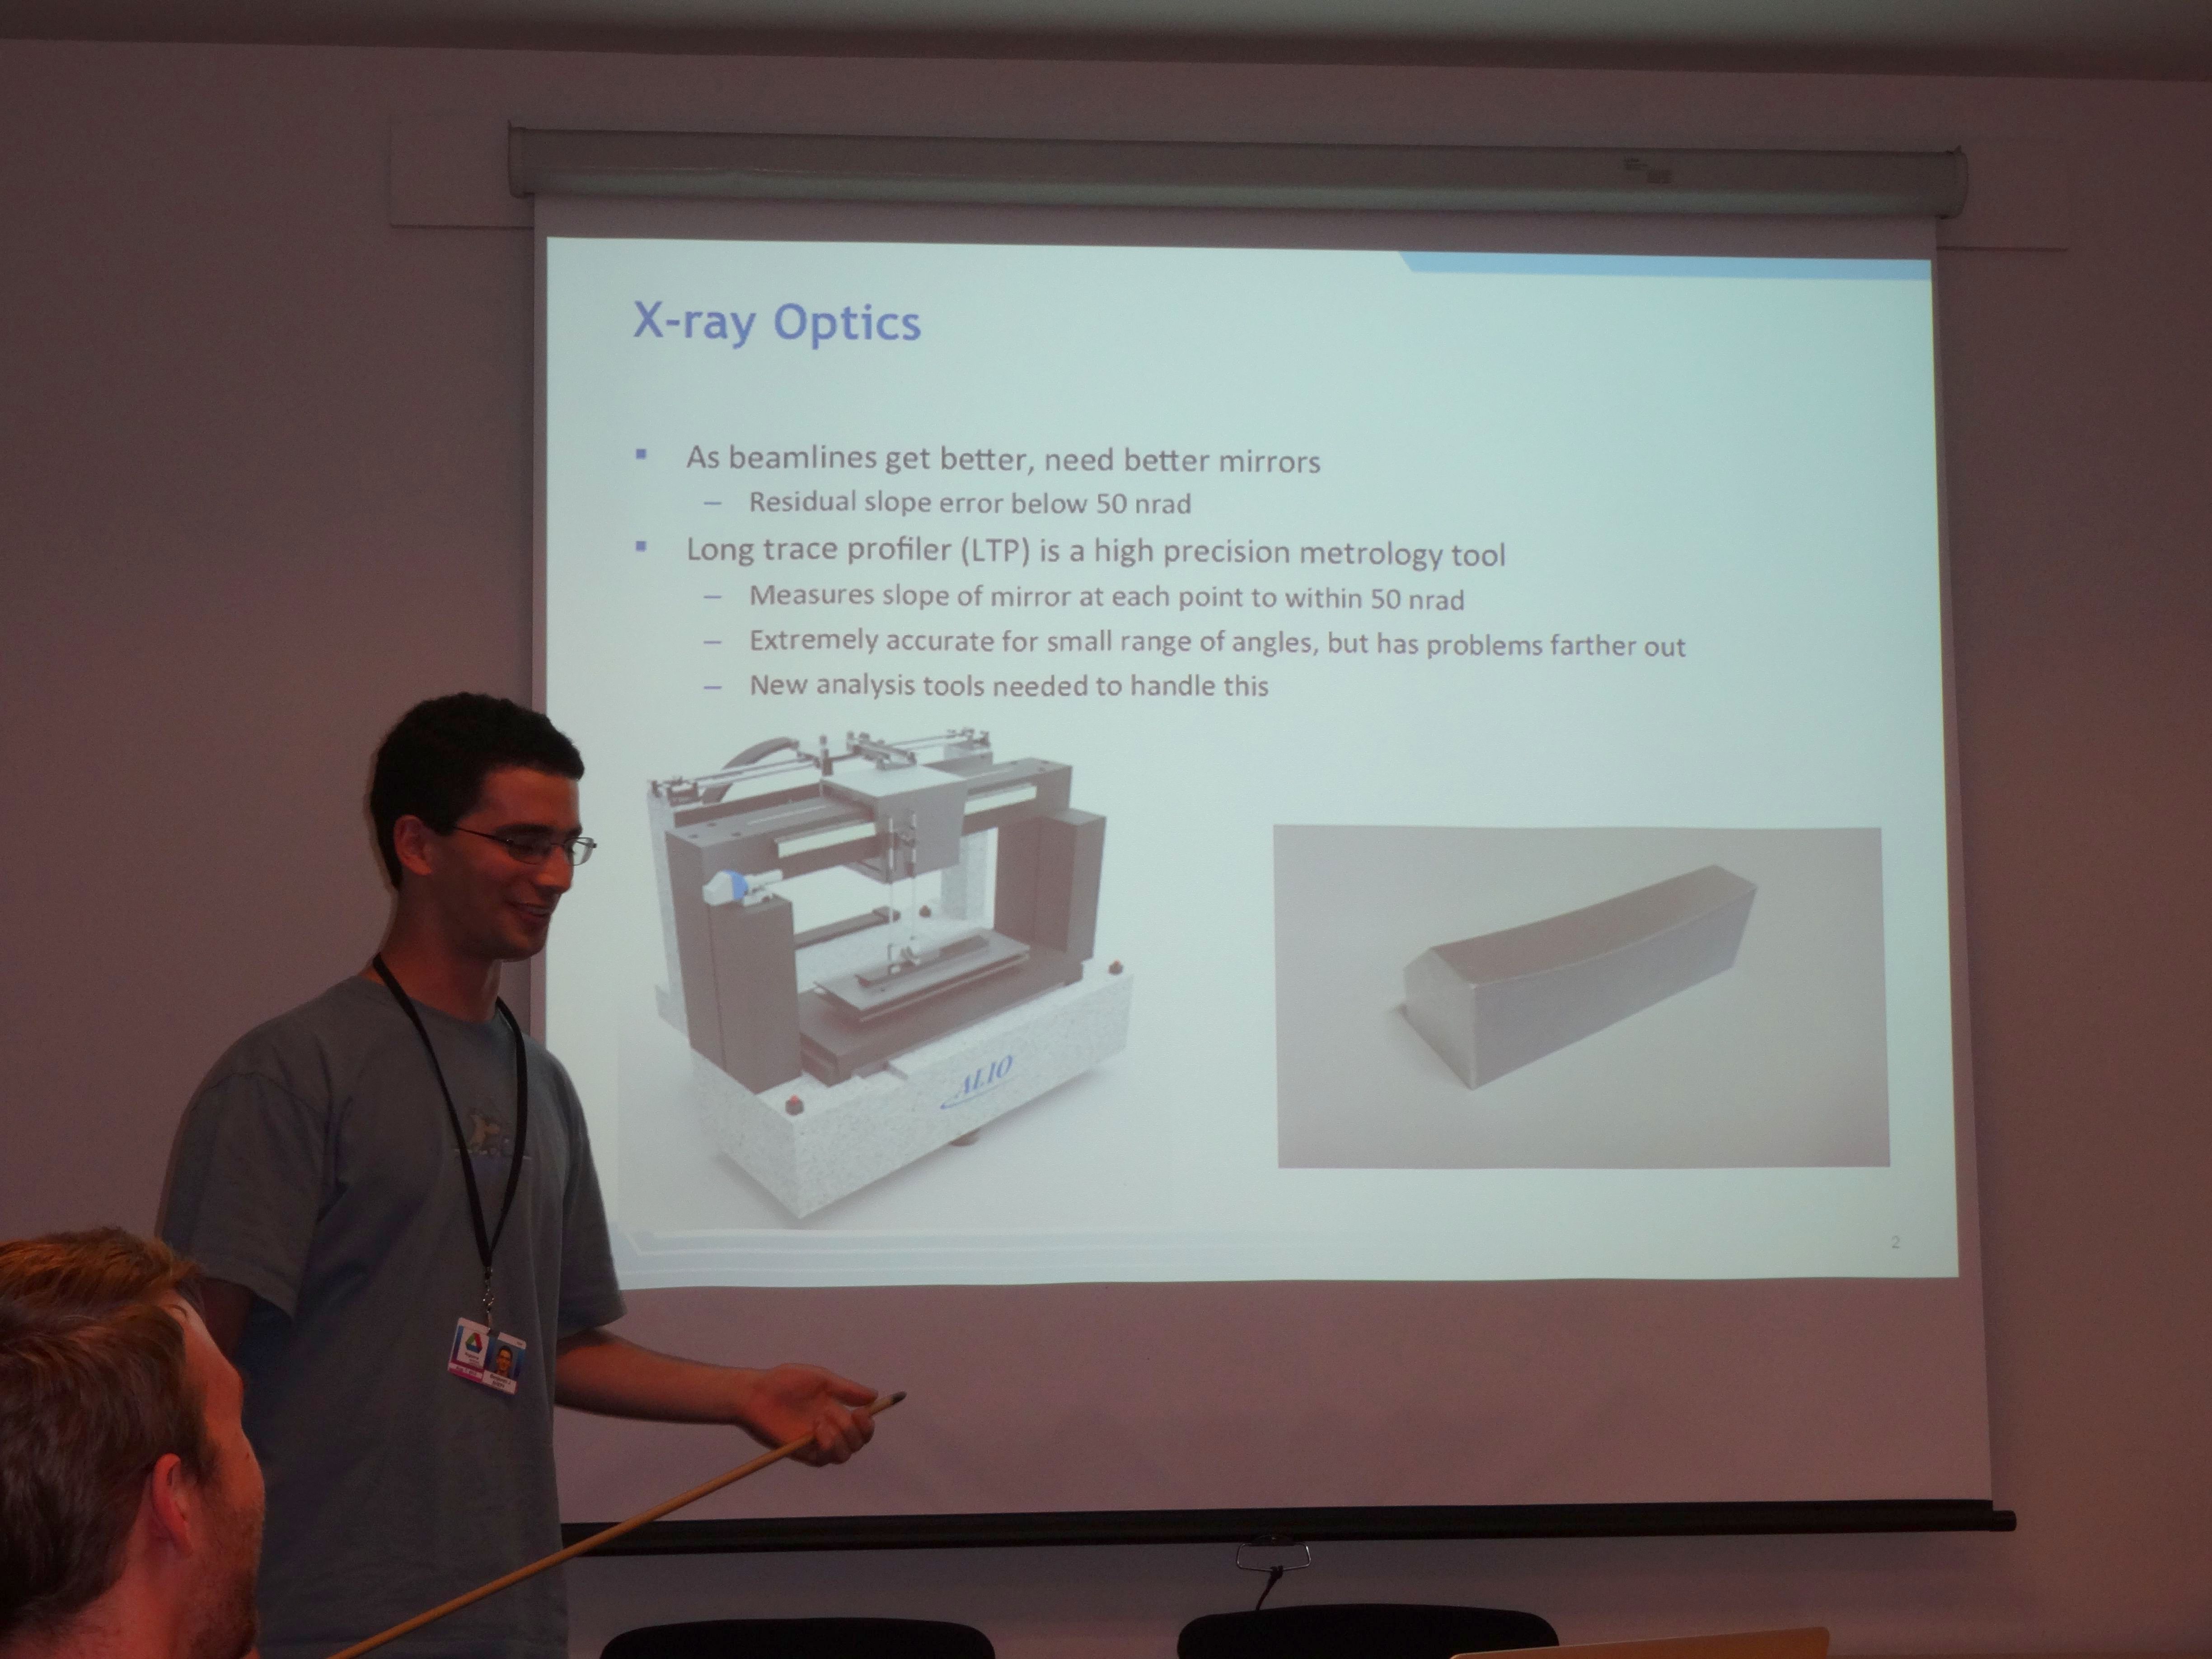 X-ray Optics
▪ As beamlines get better, need better mirrors
– Residual slope error below 50 nrad
▪ Long trace profiler (LTP) is a high precision metrology tool
– Measures slope of mirror at each point to within 50 nrad
– Extremely accurate for small range of angles, but has problems farther out
– New analysis tools needed to handle this
ALIO
2